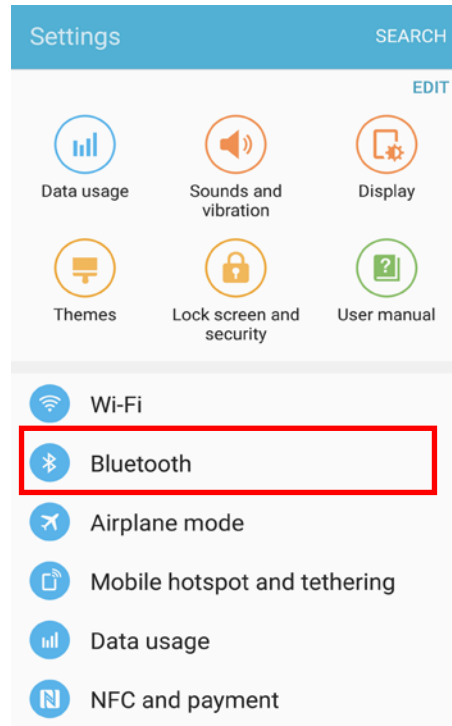 Settings SEARCH
EDIT
Data usage Sounds and vibration Display
Themes Lock screen and security User manual
Wi-Fi
Bluetooth
Airplane mode
Mobile hotspot and tethering
Data usage
NFC and payment